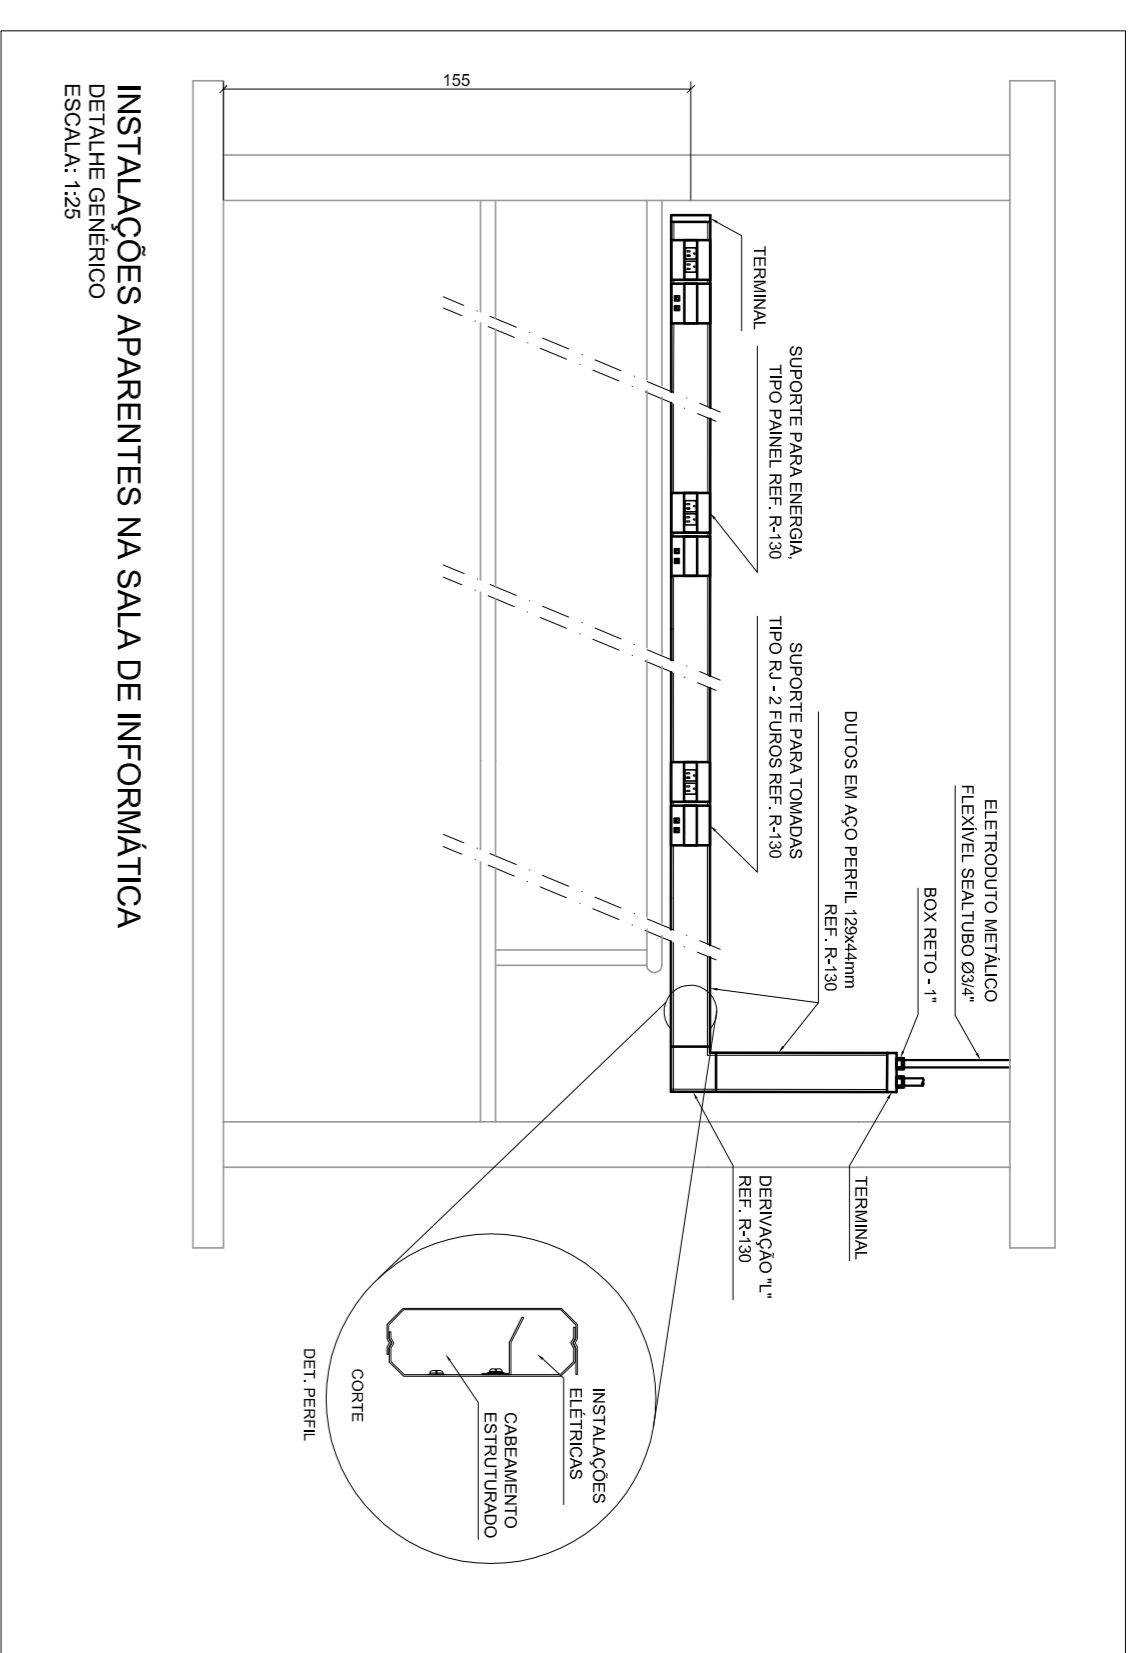 ELETRODUTO METÁLICO
FLEXÍVEL SEALTUBO Ø3/4"
BOX RETO - 1"
TERMINAL
DUTOS EM AÇO PERFIL 129x44mm
REF. R-130
SUPORTE PARA ENERGIA,
TIPO PAINEL REF. R-130
SUPORTE PARA TOMADAS
TIPO RJ - 2 FUROS REF. R-130
TERMINAL
DERIVAÇÃO "L"
REF. R-130
155
INSTALAÇÕES
ELÉTRICAS
CABEAMENTO
ESTRUTURADO
CORTE
DET. PERFIL
INSTALAÇÕES APARENTES NA SALA DE INFORMÁTICA
DETALHE GENÉRICO
ESCALA: 1:25